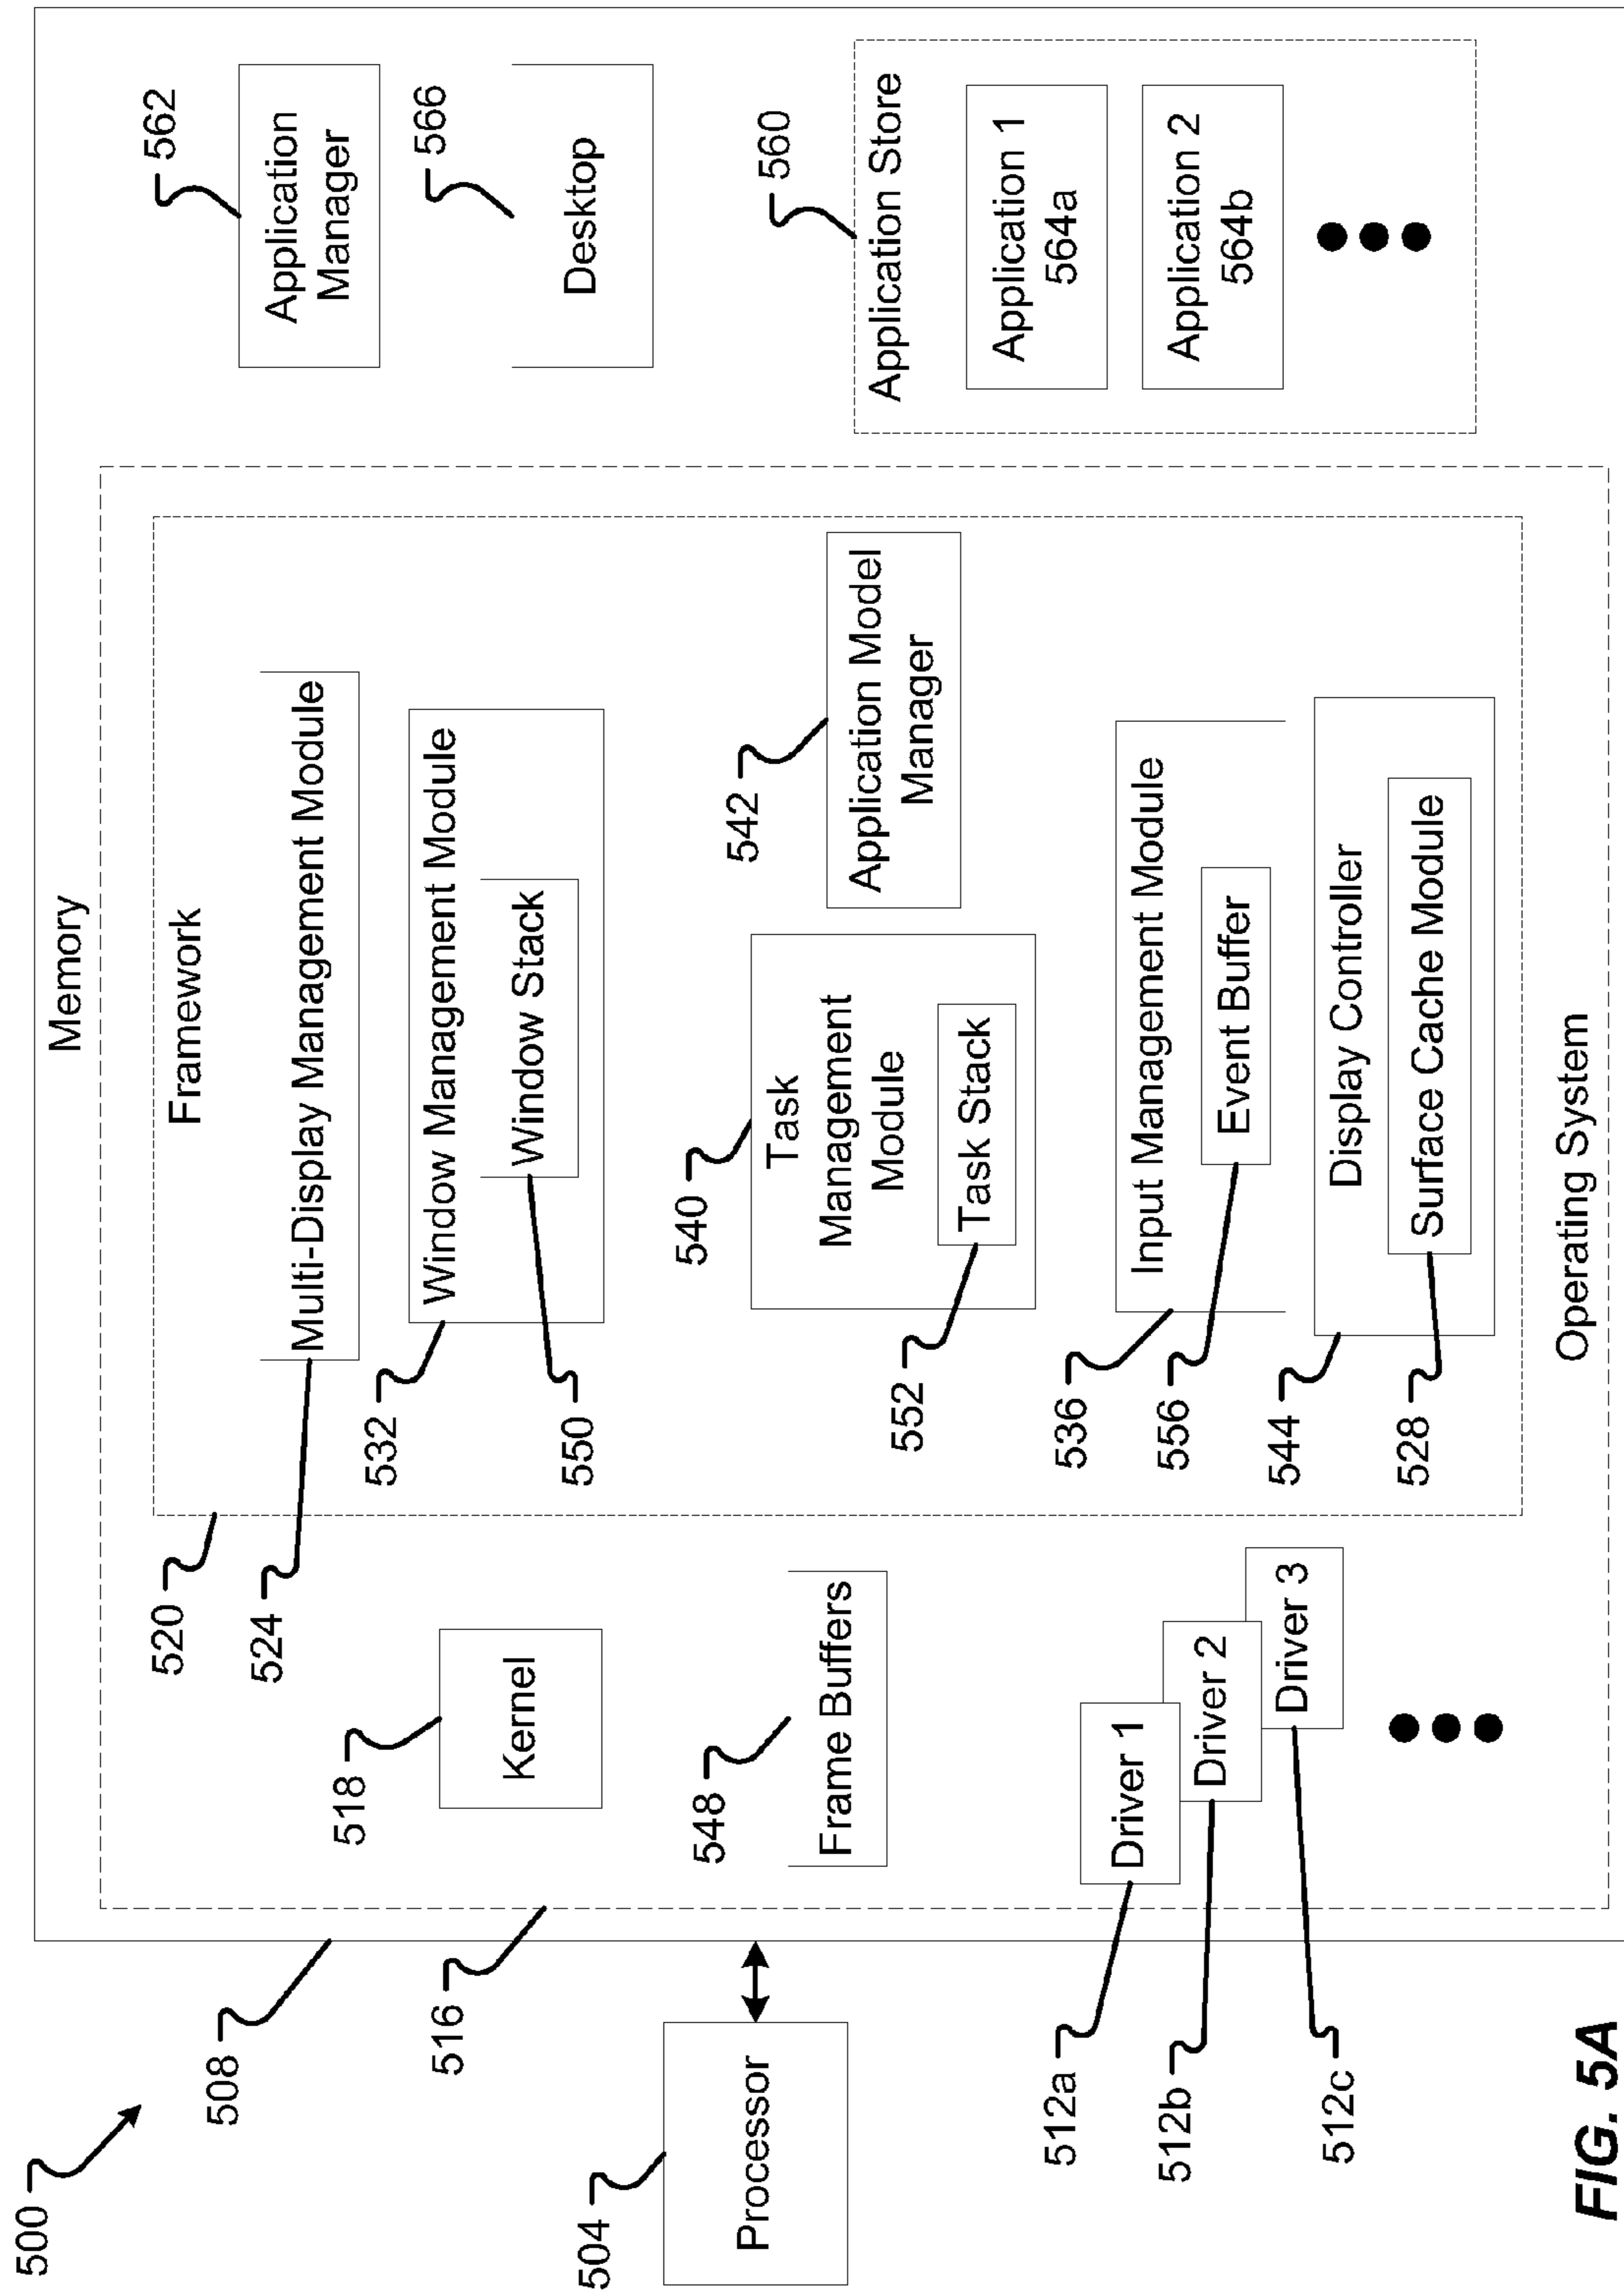 500
508
Memory
516
520
Framework
524
Multi-Display Management Module
532
Window Management Module
550
Window Stack
518
Kernel
548
Frame Buffers
504
Processor
540
Task
Management
Module
552
Task Stack
542
Application Model
Manager
536
Input Management Module
556
Event Buffer
544
Display Controller
528
Surface Cache Module
512a
Driver 1
512b
Driver 2
512c
Driver 3
Operating System
562
Application
Manager
566
Desktop
560
Application Store
Application 1
564a
Application 2
564b
FIG. 5A